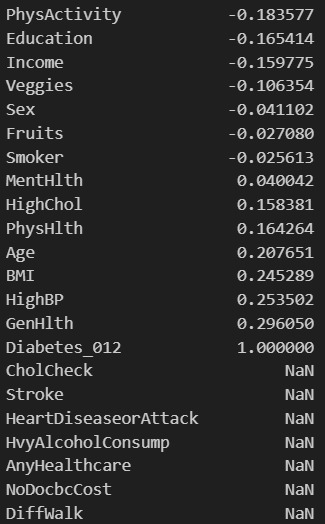 PhysActivity -0.183577
Education -0.165414
Income -0.159775
Veggies -0.106354
Sex -0.041102
Fruits -0.027080
Smoker -0.025613
MentHlth 0.040042
HighChol 0.158381
PhysHlth 0.164264
Age 0.207651
BMI 0.245289
HighBP 0.253502
GenHlth 0.296050
Diabetes_012 1.000000
CholCheck NaN
Stroke NaN
HeartDiseaseorAttack NaN
HvyAlcoholConsump NaN
AnyHealthcare NaN
NoDocbcCost NaN
DiffWalk NaN